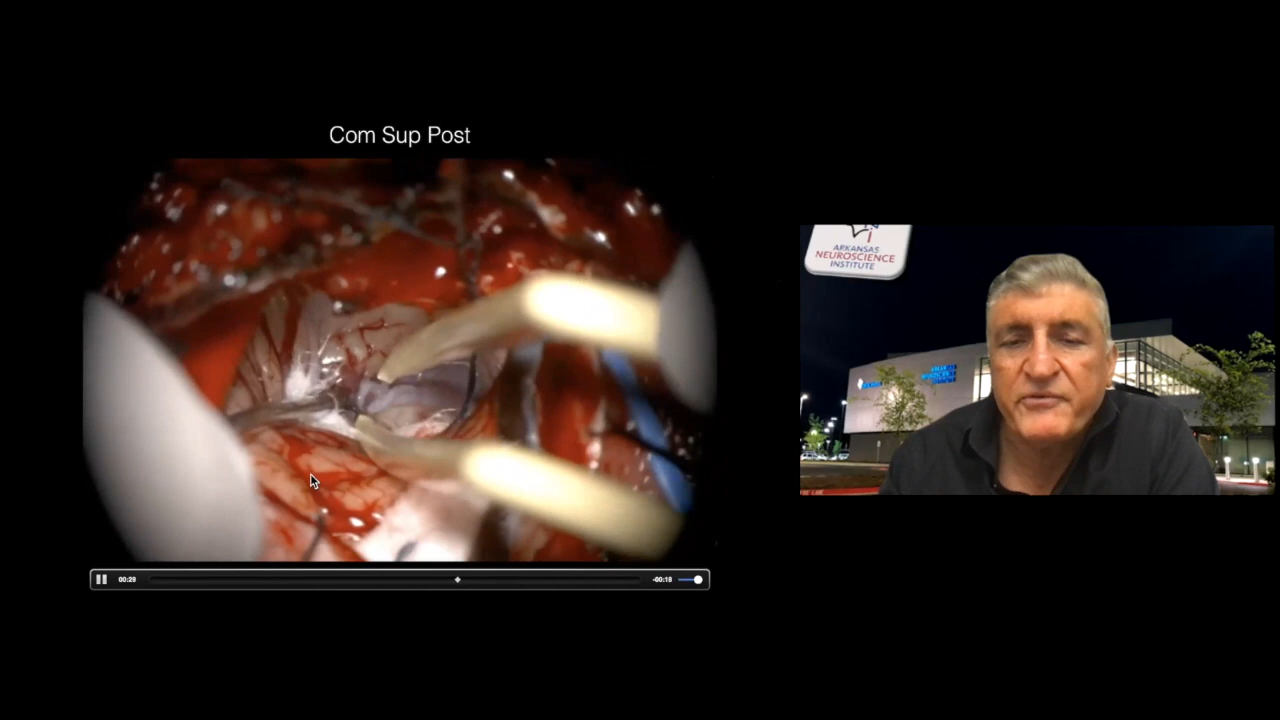 Com Sup Post
00:29
-00:18
ARKANSAS
NEUROSCIENCE
INSTITUTE